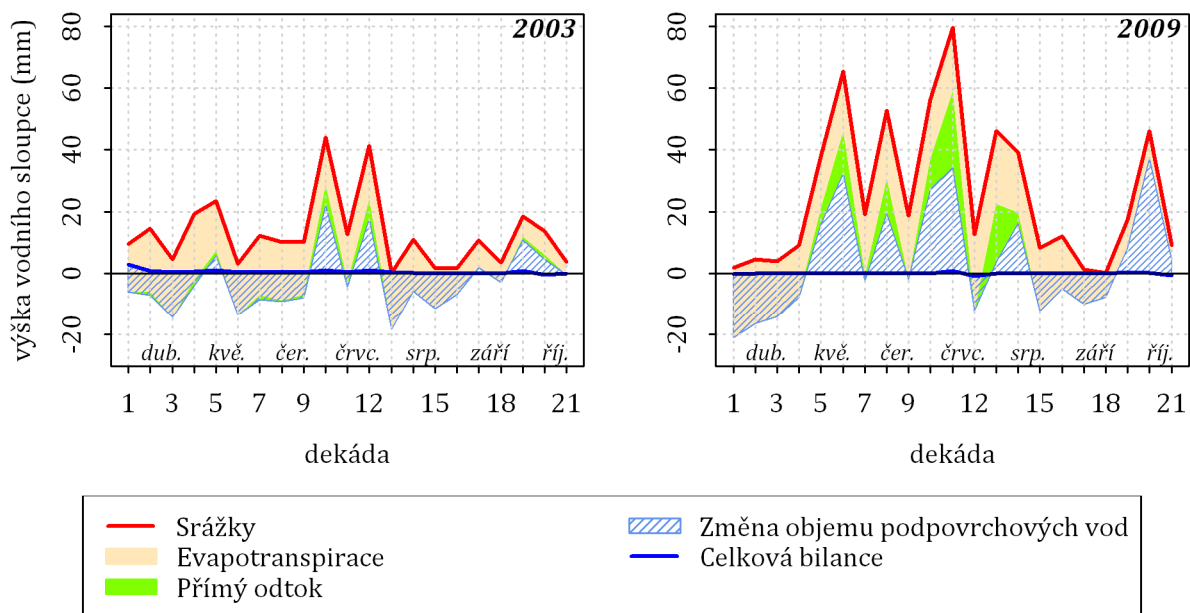 2003
2009
výška vodního sloupce (mm)
80
60
40
20
0
-20
dub. kvě. čer. črvc. srp. září říj.
1 3 5 7 9 12 15 18 21
dekáda
80
60
40
20
0
-20
dub. kvě. čer. črvc. srp. září říj.
1 3 5 7 9 12 15 18 21
dekáda
Srážky
Evapotranspirace
Přímý odtok
Změna objemu podpovrchových vod
Celková bilance